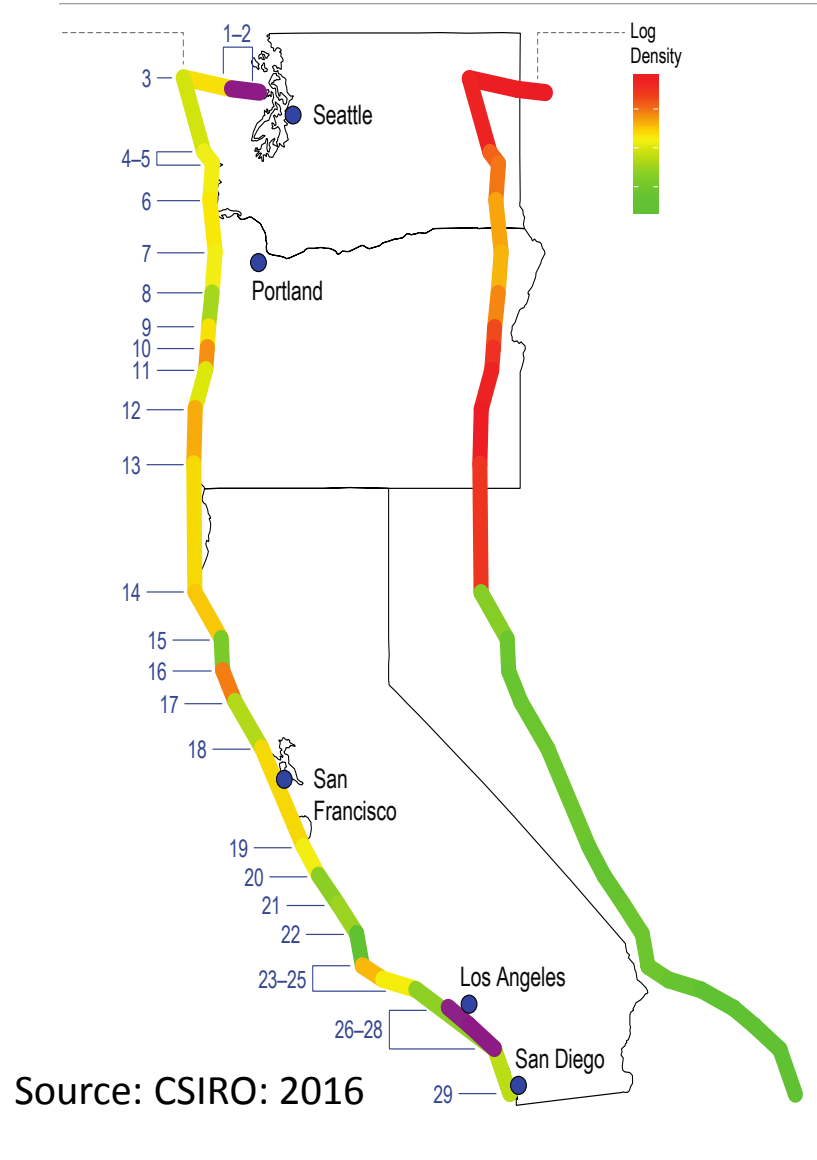 1–2
Log
Density
3
Seattle
4–5
6
7
Portland
8
9
10
11
12
13
14
15
16
17
18
San
Francisco
19
20
21
22
23–25
Los Angeles
26–28
San Diego
29
Source: CSIRO: 2016